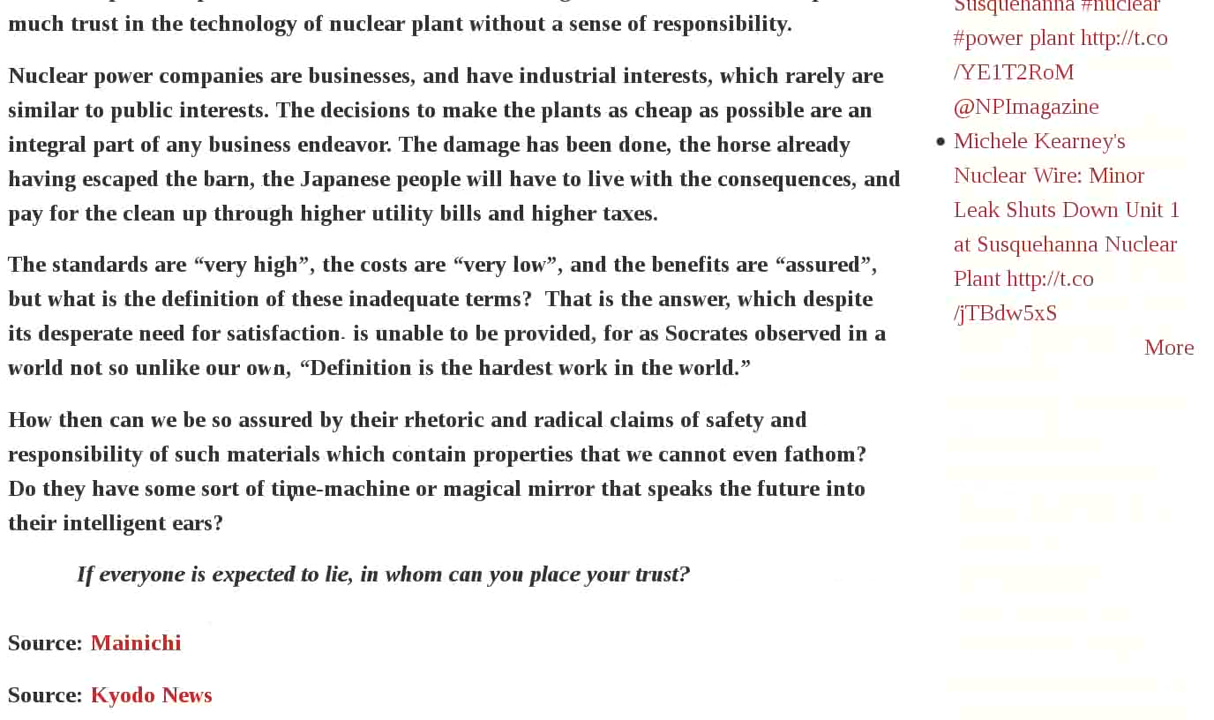 much trust in the technology of nuclear plant without a sense of responsibility.
Nuclear power companies are businesses, and have industrial interests, which rarely are
similar to public interests. The decisions to make the plants as cheap as possible are an
integral part of any business endeavor. The damage has been done, the horse already
having escaped the barn, the Japanese people will have to live with the consequences, and
pay for the clean up through higher utility bills and higher taxes.
The standards are “very high”, the costs are “very low”, and the benefits are “assured”,
but what is the definition of these inadequate terms?  That is the answer, which despite
its desperate need for satisfaction- is unable to be provided, for as Socrates observed in a
world not so unlike our own, “Definition is the hardest work in the world.”
How then can we be so assured by their rhetoric and radical claims of safety and
responsibility of such materials which contain properties that we cannot even fathom?
Do they have some sort of time-machine or magical mirror that speaks the future into
their intelligent ears?
If everyone is expected to lie, in whom can you place your trust?
Source: Mainichi
Source: Kyodo News
Susquehanna #nuclear
#power plant http://t.co
/YE1T2RoM
@NPImagazine
• Michele Kearney's
Nuclear Wire: Minor
Leak Shuts Down Unit 1
at Susquehanna Nuclear
Plant http://t.co
/jTBdw5xS
More